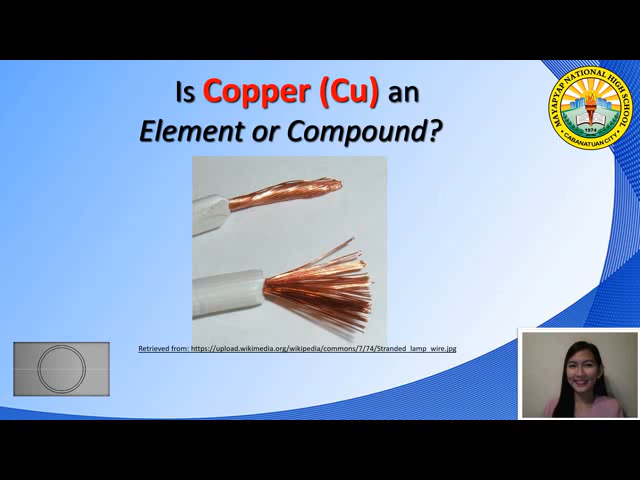 Is Copper (Cu) an
Element or Compound?
MAYAPYAP NATIONAL HIGH SCHOOL
1974
CABANATUAN CITY
Retrieved from: https://upload.wikimedia.org/wikipedia/commons/7/74/Stranded_lamp_wire.jpg